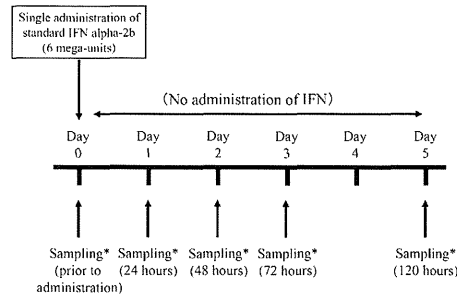 Single administration of
standard IFN alpha-2b
(6 mega-units)
(No administration of IFN)
Day Day Day Day Day Day
0 1 2 3 4 5
Sampling* Sampling* Sampling* Sampling* Sampling*
(prior to (24 hours) (48 hours) (72 hours) (120 hours)
administration)